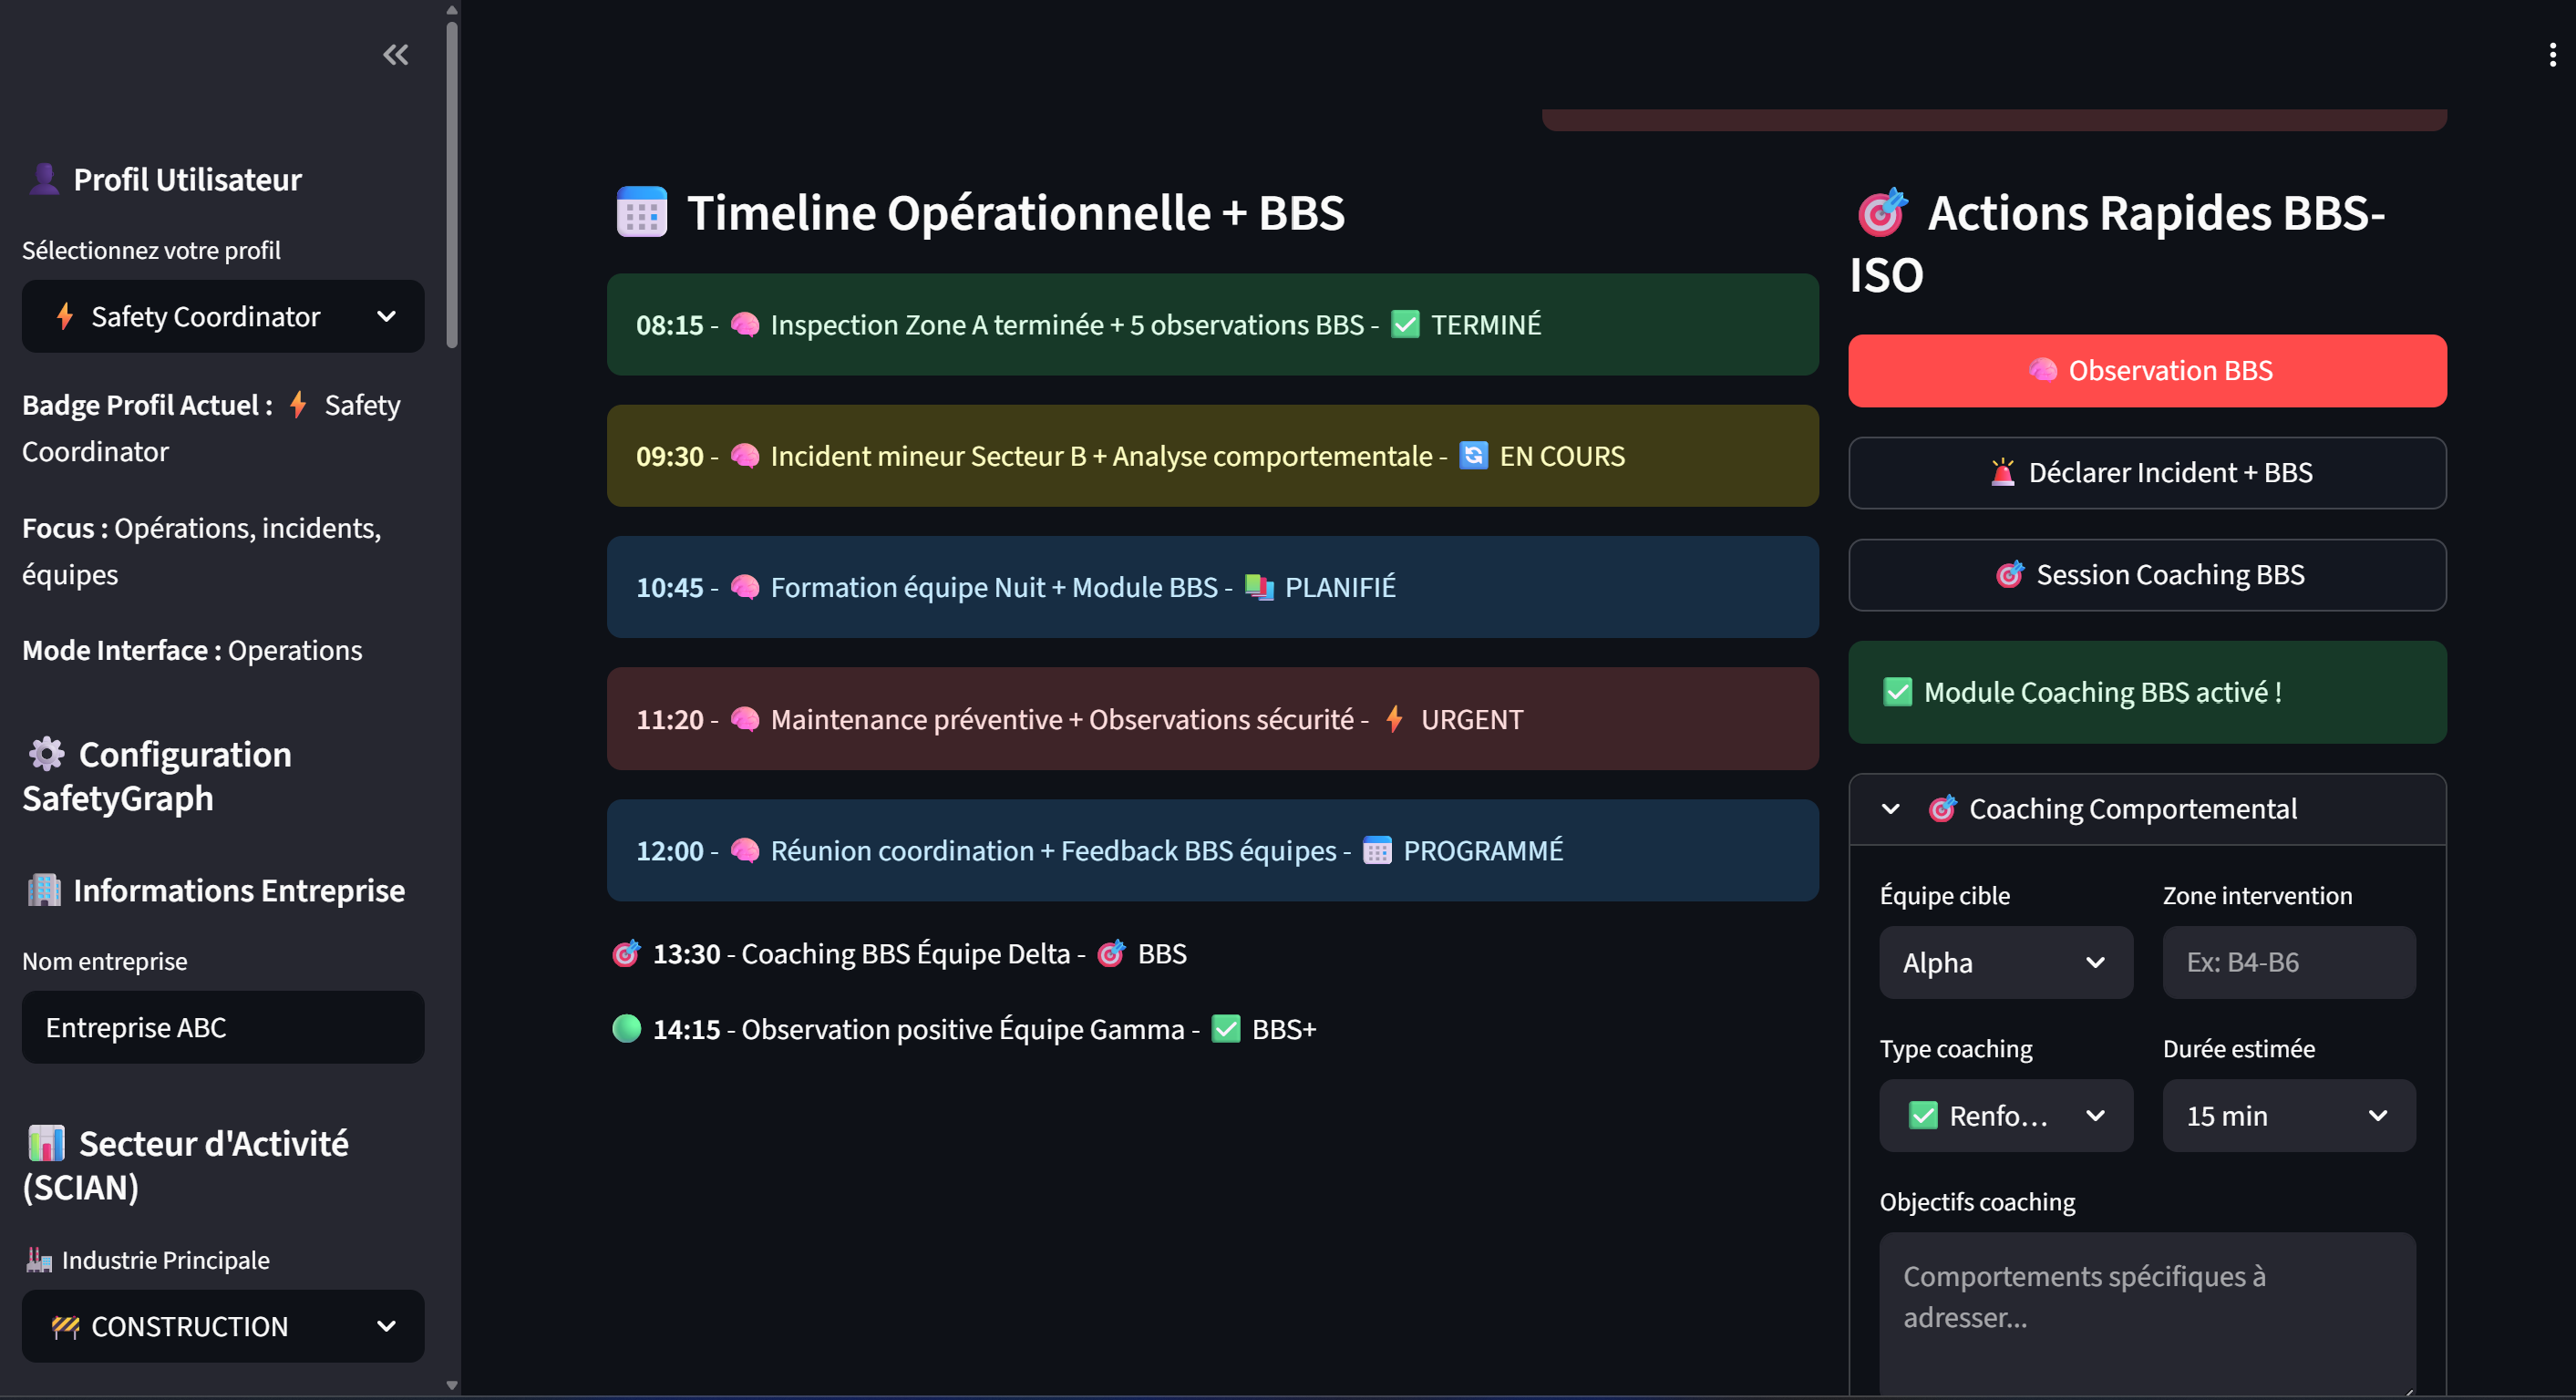 Profil Utilisateur
Sélectionnez votre profil
Safety Coordinator
Badge Profil Actuel : Safety
Coordinator
Focus : Opérations, incidents,
équipes
Mode Interface : Operations
Configuration
SafetyGraph
Informations Entreprise
Nom entreprise
Entreprise ABC
Secteur d'Activité
(SCIAN)
Industrie Principale
CONSTRUCTION
Timeline Opérationnelle + BBS
08:15 - Inspection Zone A terminée + 5 observations BBS - TERMINÉ
09:30 - Incident mineur Secteur B + Analyse comportementale - EN COURS
10:45 - Formation équipe Nuit + Module BBS - PLANIFIÉ
11:20 - Maintenance préventive + Observations sécurité - URGENT
12:00 - Réunion coordination + Feedback BBS équipes - PROGRAMMÉ
13:30 - Coaching BBS Équipe Delta - BBS
14:15 - Observation positive Équipe Gamma - BBS+
Actions Rapides BBS-
ISO
Observation BBS
Déclarer Incident + BBS
Session Coaching BBS
Module Coaching BBS activé !
Coaching Comportemental
Équipe cible
Alpha
Zone intervention
Ex: B4-B6
Type coaching
Renfo...
Durée estimée
15 min
Objectifs coaching
Comportements spécifiques à
adresser...